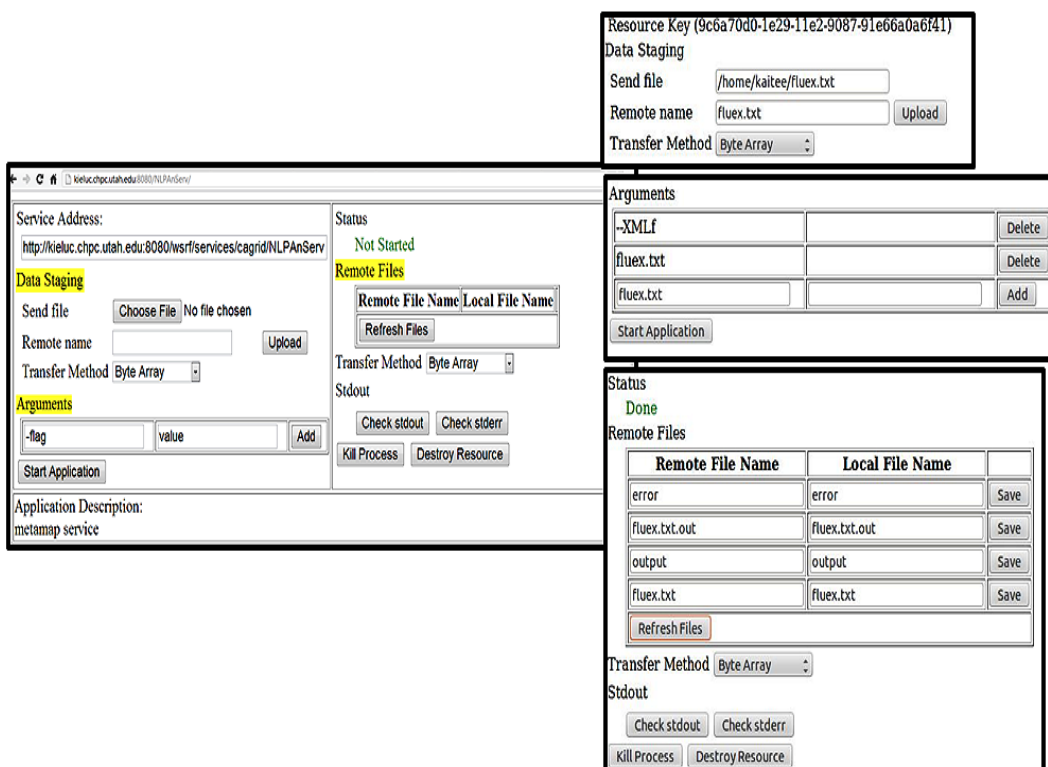 kieluc.chpc.utah.edu:8080/NLPAnServ/
Service Address:
http://kieluc.chpc.utah.edu:8080/wsrf/services/cagrid/NLPAnServ
Data Staging
Send file Choose File No file chosen
Remote name Upload
Transfer Method Byte Array
Arguments
-flag value Add
Start Application
Status
Not Started
Remote Files
Remote File Name Local File Name
Refresh Files
Transfer Method Byte Array
Stdout
Check stdout Check stderr
Kill Process Destroy Resource
Application Description:
metamap service
Resource Key (9c6a70d0-1e29-11e2-9087-91e66a0a6f41)
Data Staging
Send file /home/kaitee/fluex.txt
Remote name fluex.txt Upload
Transfer Method Byte Array
Arguments
--XMLf Delete
fluex.txt Delete
fluex.txt Add
Start Application
Status
Done
Remote Files
Remote File Name Local File Name
error error Save
fluex.txt.out fluex.txt.out Save
output output Save
fluex.txt fluex.txt Save
Refresh Files
Transfer Method Byte Array
Stdout
Check stdout Check stderr
Kill Process Destroy Resource